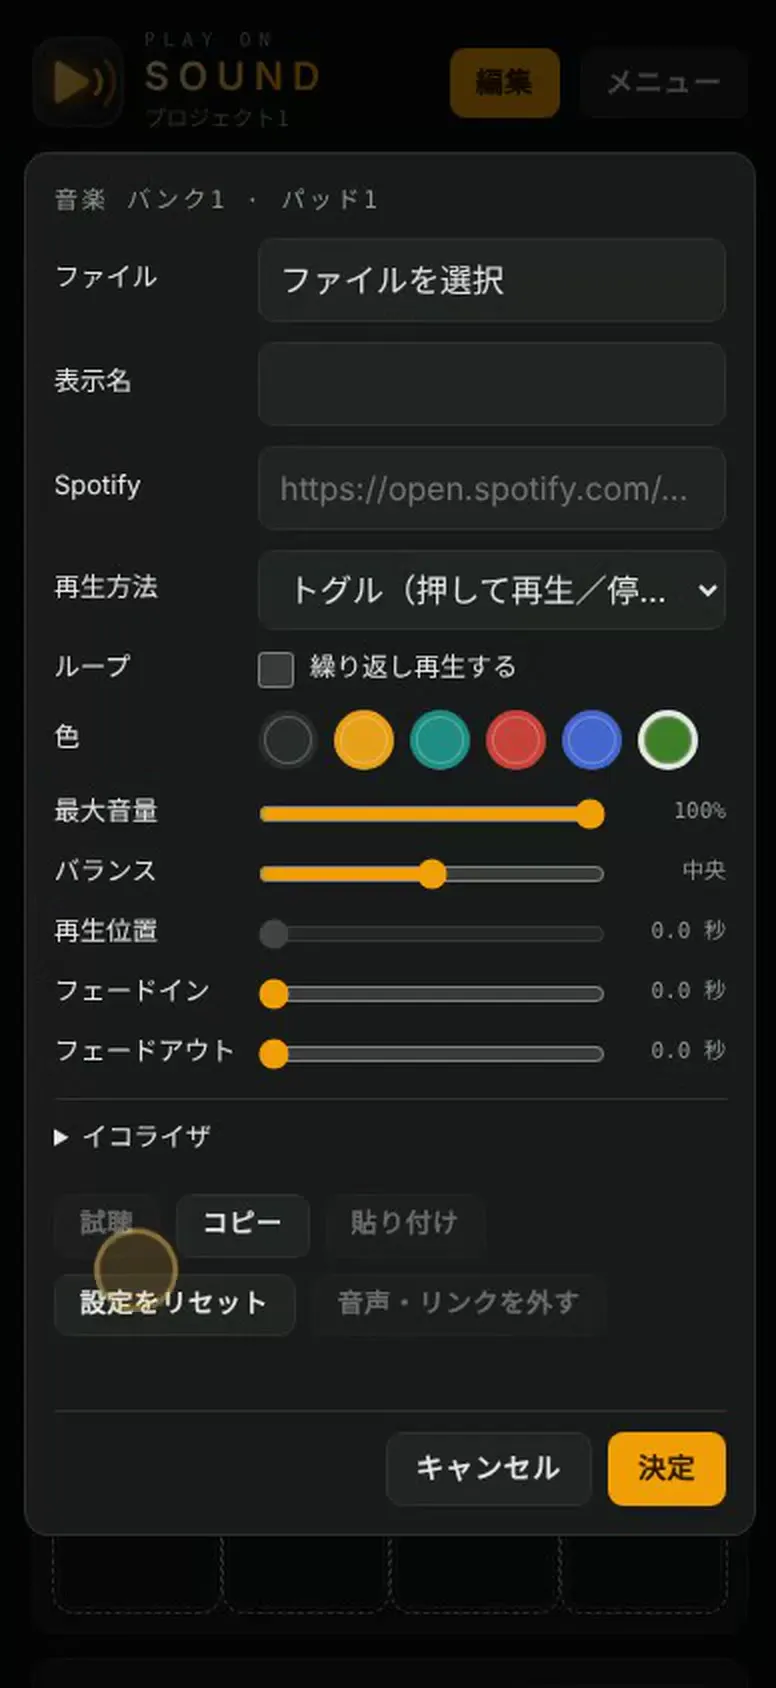 PLAY ON
SOUND
プロジェクト1
編集
メニュー
音楽 バンク1 · パッド1
ファイル
ファイルを選択
表示名
Spotify
https://open.spotify.com/...
再生方法
トグル（押して再生／停...
ループ
繰り返し再生する
色
最大音量
100%
バランス
中央
再生位置
0.0 秒
フェードイン
0.0 秒
フェードアウト
0.0 秒
イコライザ
試聴
コピー
貼り付け
設定をリセット
音声・リンクを外す
キャンセル
決定